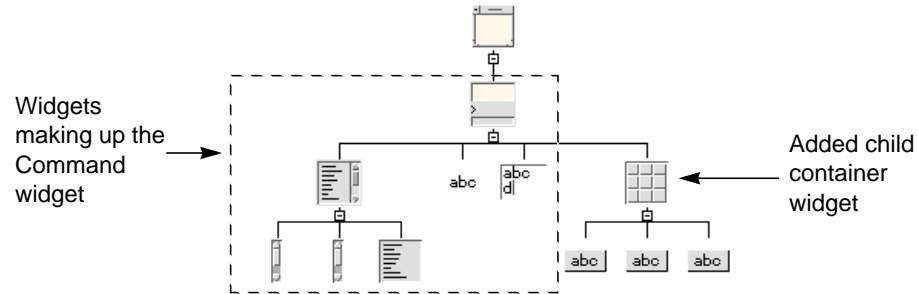 Widgets
making up the
Command
widget
Added child
container
widget
>
abc
abc
d
abc
abc
abc